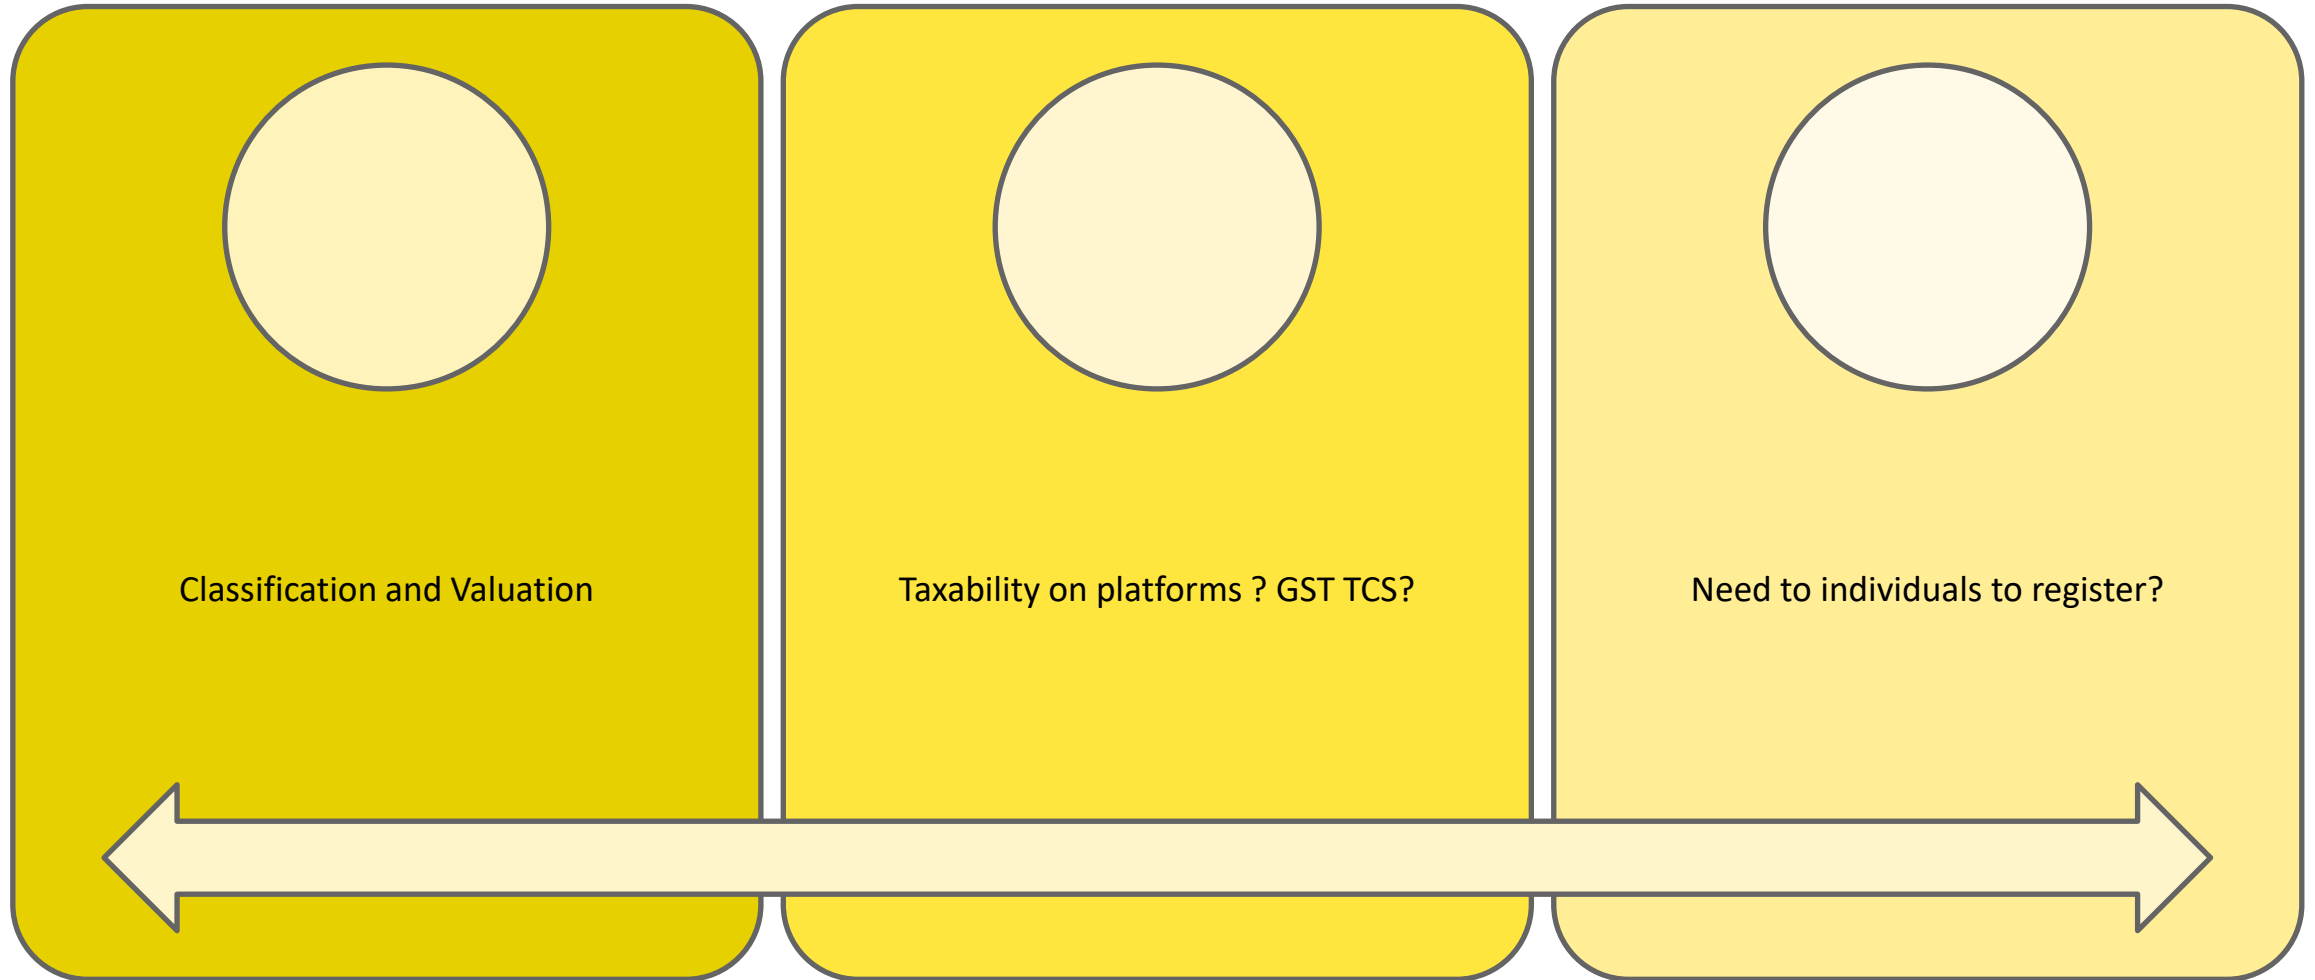 Classification and Valuation
Taxability on platforms ? GST TCS?
Need to individuals to register?